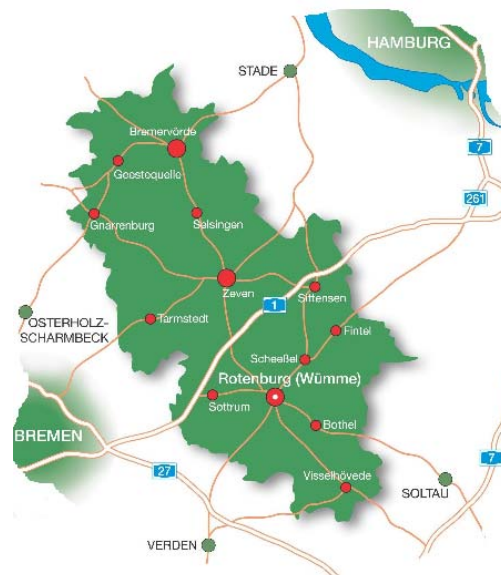 HAMBURG
STADE
Bremervörde
7
Geestequelle
261
Gnarrenburg
Selsingen
Zeven
Sittensen
1
OSTERHOLZ-
SCHARMBECK
Tarmstedt
Fintel
Scheeßel
Rotenburg (Wümme)
Sottrum
Bothel
BREMEN
27
7
Visselhövede
SOLTAU
VERDEN